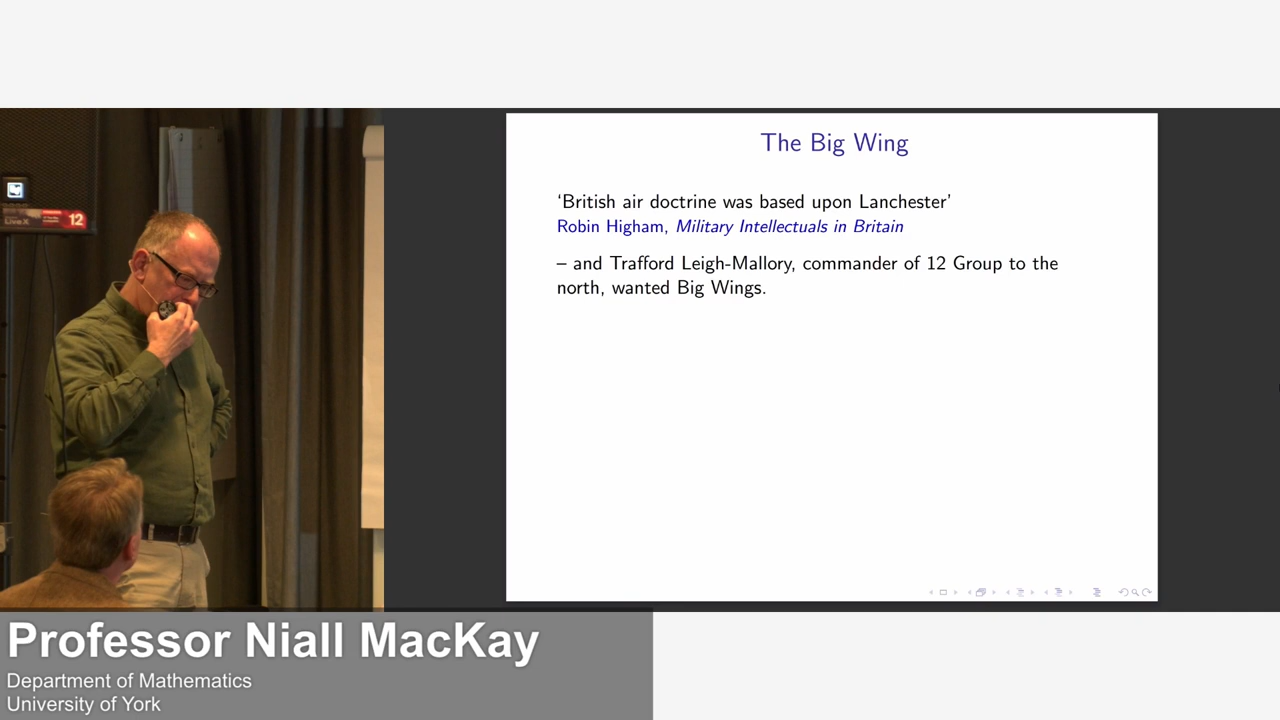 The Big Wing
‘British air doctrine was based upon Lanchester’
Robin Higham, Military Intellectuals in Britain
– and Trafford Leigh-Mallory, commander of 12 Group to the
north, wanted Big Wings.
12
Professor Niall MacKay
Department of Mathematics
University of York